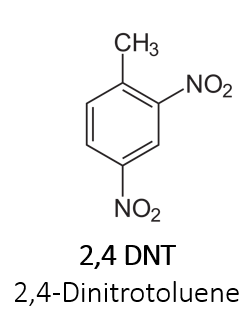 CH₃
NO₂
NO₂
2,4 DNT
2,4-Dinitrotoluene